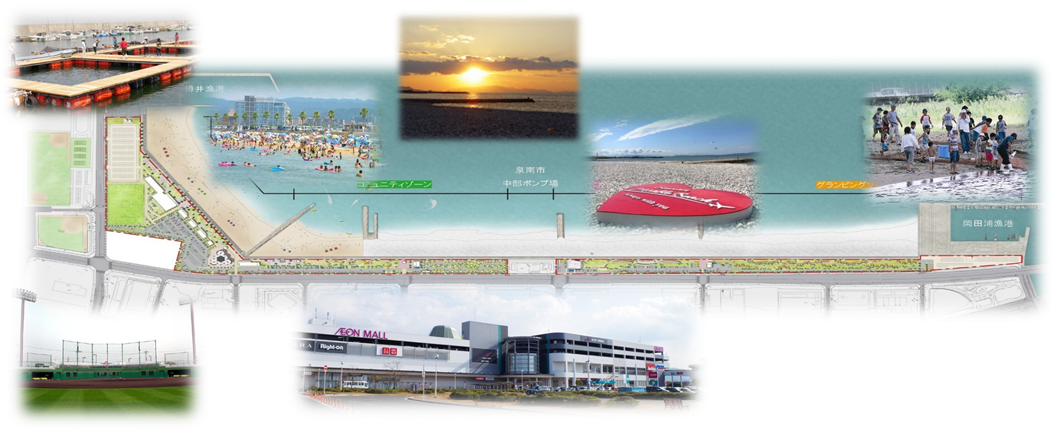 樽井漁港
コミュニティゾーン
泉南市
中部ポンプ場
グランピング
岡田浦漁港
ÆON MALL
Right-on